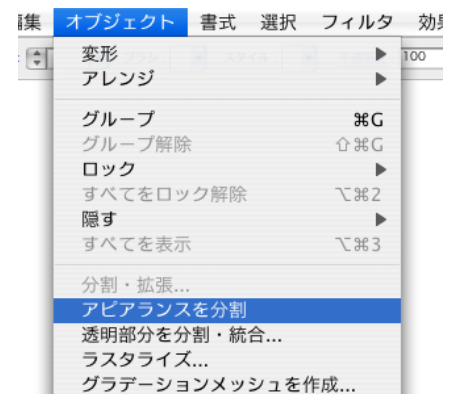 集 オブジェクト 書式 選択 フィルタ 効果
100
変形
アレンジ
グループ ⌘G
グループ解除 ⇧⌘G
ロック
すべてをロック解除 ⌥⌘2
隠す
すべてを表示 ⌥⌘3
分割・拡張...
アピアランスを分割
透明部分を分割・統合...
ラスタライズ...
グラデーションメッシュを作成...